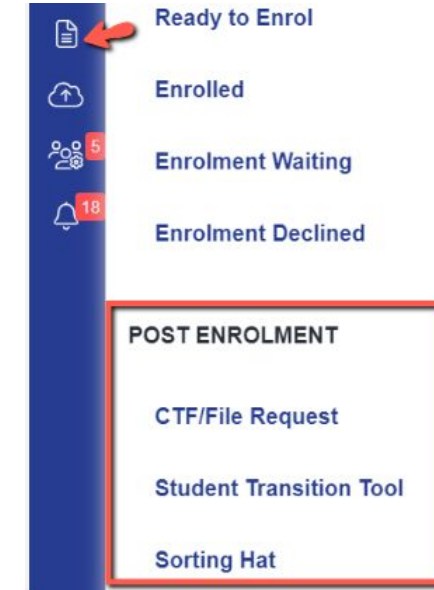 Ready to Enrol
Enrolled
5
Enrolment Waiting
18
Enrolment Declined
POST ENROLMENT
CTF/File Request
Student Transition Tool
Sorting Hat